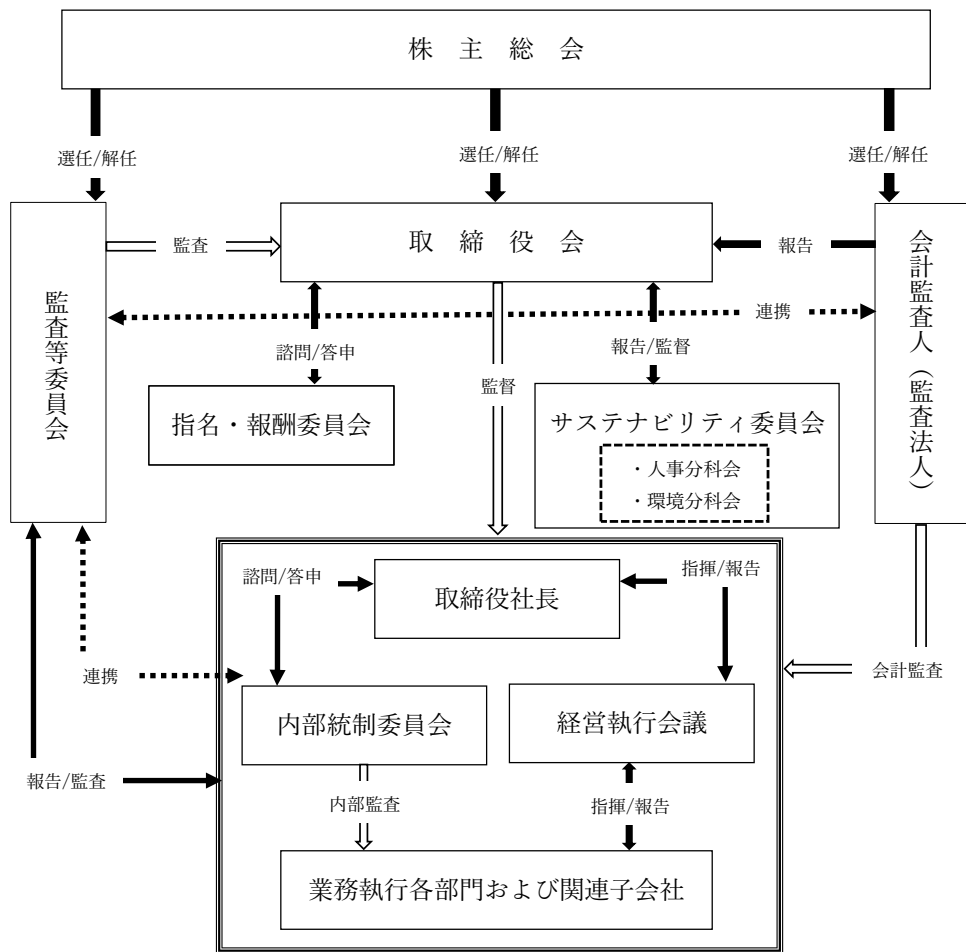 株 主 総 会
選任/解任
選任/解任
選任/解任
監査等委員会
監査
取 締 役 会
報告
会計監査人(監査法人)
連携
諮問/答申
報告/監督
監督
指名・報酬委員会
サステナビリティ委員会
・人事分科会
・環境分科会
諮問/答申
取締役社長
指揮/報告
連携
会計監査
内部統制委員会
経営執行会議
報告/監査
内部監査
指揮/報告
業務執行各部門および関連子会社